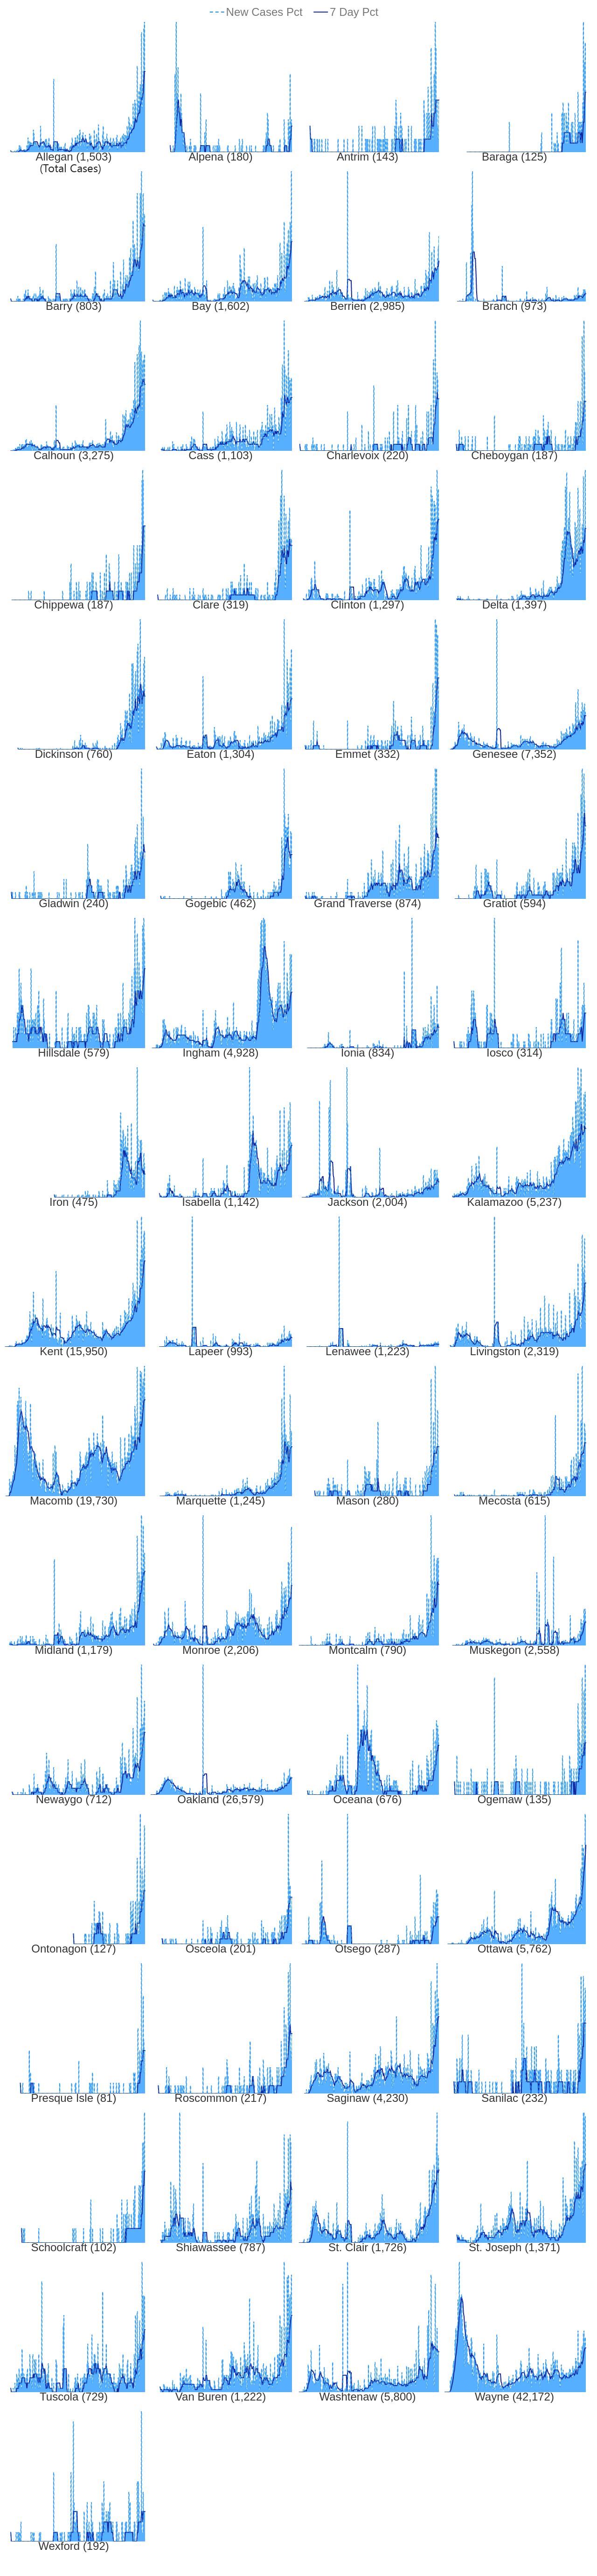 New Cases Pct 7 Day Pct
Allegan (1,503) Alpena (180) Antrim (143) Baraga (125)
(Total Cases)
Barry (803) Bay (1,602) Berrien (2,985) Branch (973)
Calhoun (3,275) Cass (1,103) Charlevoix (220) Cheboygan (187)
Chippewa (187) Clare (319) Clinton (1,297) Delta (1,397)
Dickinson (760) Eaton (1,304) Emmet (332) Genesee (7,352)
Gladwin (240) Gogebic (462) Grand Traverse (874) Gratiot (594)
Hillsdale (579) Ingham (4,928) Ionia (834) Iosco (314)
Iron (475) Isabella (1,142) Jackson (2,004) Kalamazoo (5,237)
Kent (15,950) Lapeer (993) Lenawee (1,223) Livingston (2,319)
Macomb (19,730) Marquette (1,245) Mason (280) Mecosta (615)
Midland (1,179) Monroe (2,206) Montcalm (790) Muskegon (2,558)
Newaygo (712) Oakland (26,579) Oceana (676) Ogemaw (135)
Ontonagon (127) Osceola (201) Otsego (287) Ottawa (5,762)
Presque Isle (81) Roscommon (217) Saginaw (4,230) Sanilac (232)
Schoolcraft (102) Shiawassee (787) St. Clair (1,726) St. Joseph (1,371)
Tuscola (729) Van Buren (1,222) Washtenaw (5,800) Wayne (42,172)
Wexford (192)